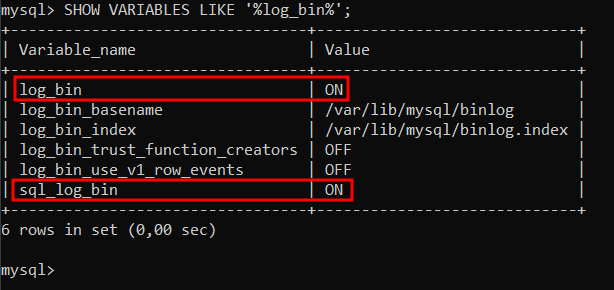 mysql> SHOW VARIABLES LIKE '%log_bin%';
+---------------------------------+-----------------------------+
| Variable_name                   | Value                       |
+---------------------------------+-----------------------------+
| log_bin                         | ON                          |
| log_bin_basename                | /var/lib/mysql/binlog       |
| log_bin_index                   | /var/lib/mysql/binlog.index |
| log_bin_trust_function_creators | OFF                         |
| log_bin_use_v1_row_events       | OFF                         |
| sql_log_bin                     | ON                          |
+---------------------------------+-----------------------------+
6 rows in set (0,00 sec)
mysql>